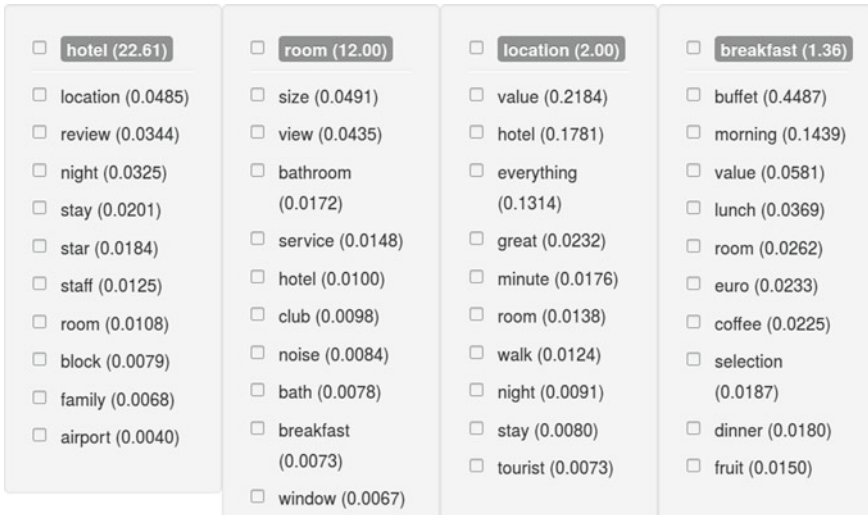 hotel (22.61)
location (0.0485)
review (0.0344)
night (0.0325)
stay (0.0201)
star (0.0184)
staff (0.0125)
room (0.0108)
block (0.0079)
family (0.0068)
airport (0.0040)
room (12.00)
size (0.0491)
view (0.0435)
bathroom
(0.0172)
service (0.0148)
hotel (0.0100)
club (0.0098)
noise (0.0084)
bath (0.0078)
breakfast
(0.0073)
window (0.0067)
location (2.00)
value (0.2184)
hotel (0.1781)
everything
(0.1314)
great (0.0232)
minute (0.0176)
room (0.0138)
walk (0.0124)
night (0.0091)
stay (0.0080)
tourist (0.0073)
breakfast (1.36)
buffet (0.4487)
morning (0.1439)
value (0.0581)
lunch (0.0369)
room (0.0262)
euro (0.0233)
coffee (0.0225)
selection
(0.0187)
dinner (0.0180)
fruit (0.0150)